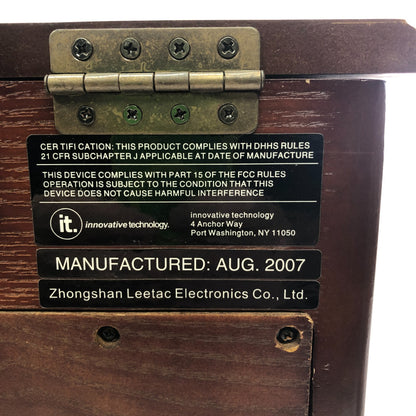 CERTIFICATION: THIS PRODUCT COMPLIES WITH DHHS RULES
21 CFR SUBCHAPTER J APPLICABLE AT DATE OF MANUFACTURE
THIS DEVICE COMPLIES WITH PART 15 OF THE FCC RULES
OPERATION IS SUBJECT TO THE CONDITION THAT THIS
DEVICE DOES NOT CAUSE HARMFUL INTERFERENCE
it.
innovative technology.
innovative technology
4 Anchor Way
Port Washington, NY 11050
MANUFACTURED: AUG. 2007
Zhongshan Leetac Electronics Co., Ltd.